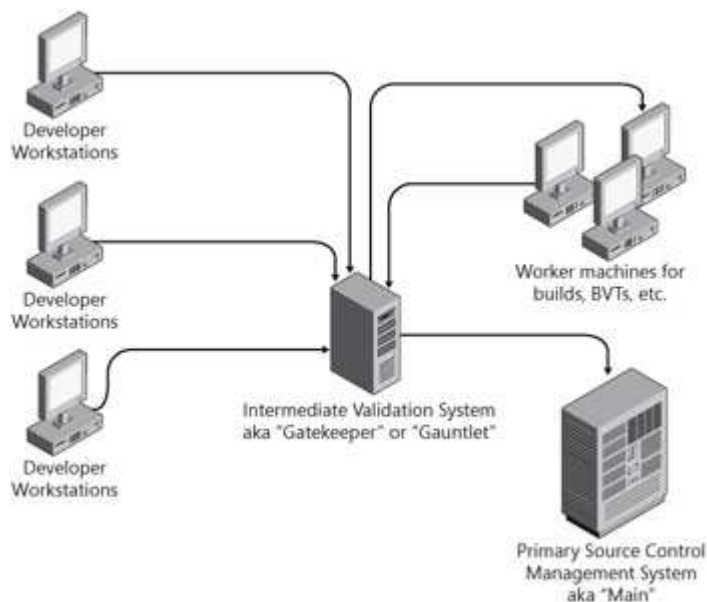 Developer
Workstations
Developer
Workstations
Developer
Workstations
Worker machines for
builds, BVTs, etc.
Intermediate Validation System
aka "Gatekeeper" or "Gauntlet"
Primary Source Control
Management System
aka "Main"